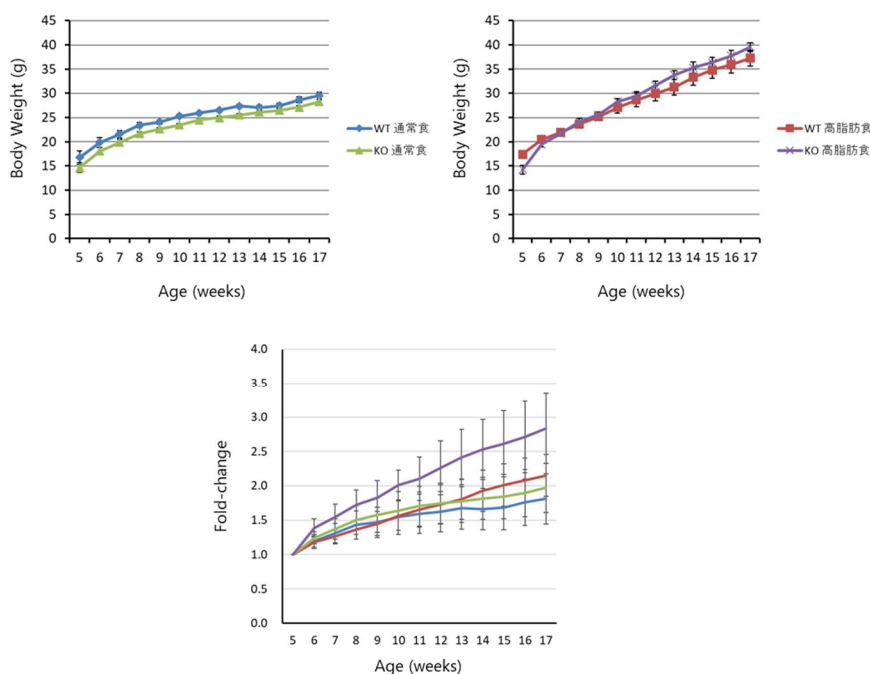 45
40
35
30
25
20
15
10
5
0
Body Weight (g)
5 6 7 8 9 10 11 12 13 14 15 16 17
Age (weeks)
WT 通常食
KO 通常食
45
40
35
30
25
20
15
10
5
0
Body Weight (g)
5 6 7 8 9 10 11 12 13 14 15 16 17
Age (weeks)
WT 高脂肪食
KO 高脂肪食
4.0
3.5
3.0
2.5
2.0
1.5
1.0
0.5
0.0
Fold-change
5 6 7 8 9 10 11 12 13 14 15 16 17
Age (weeks)